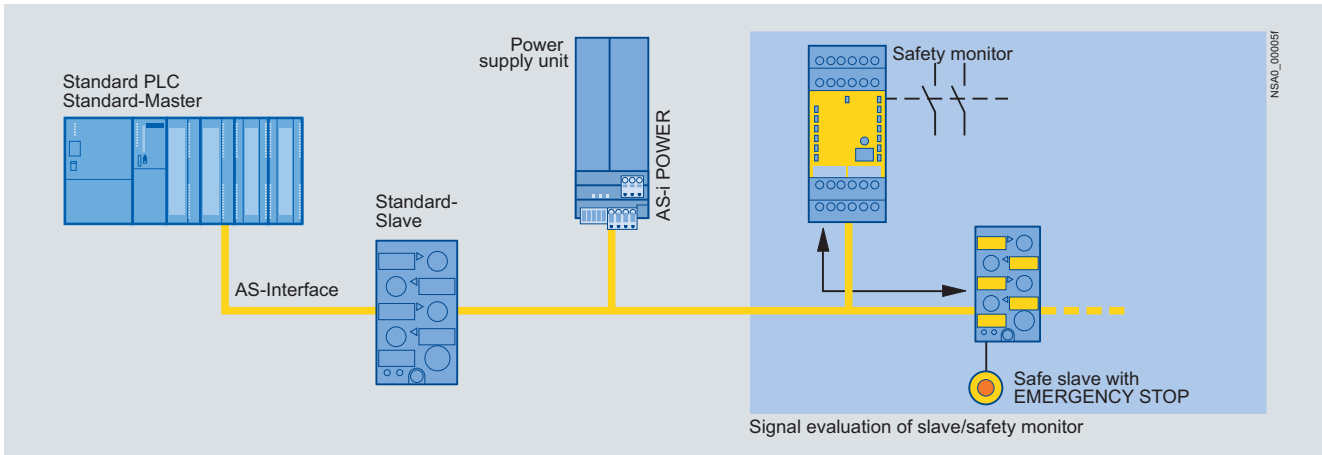 Standard PLC
Standard-Master
AS-Interface
Standard-
Slave
Power
supply unit
AS-i POWER
Safety monitor
NSA0_00005f
Safe slave with
EMERGENCY STOP
Signal evaluation of slave/safety monitor